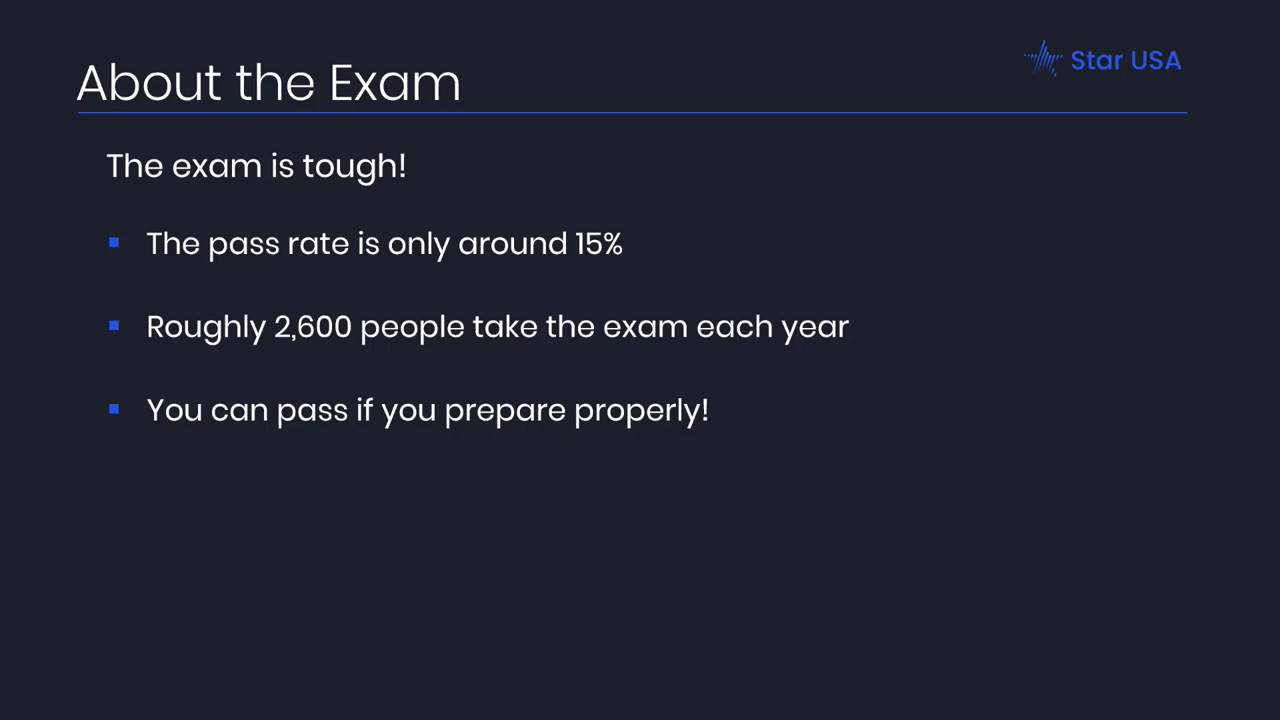 About the Exam
Star USA
The exam is tough!
The pass rate is only around 15%
Roughly 2,600 people take the exam each year
You can pass if you prepare properly!